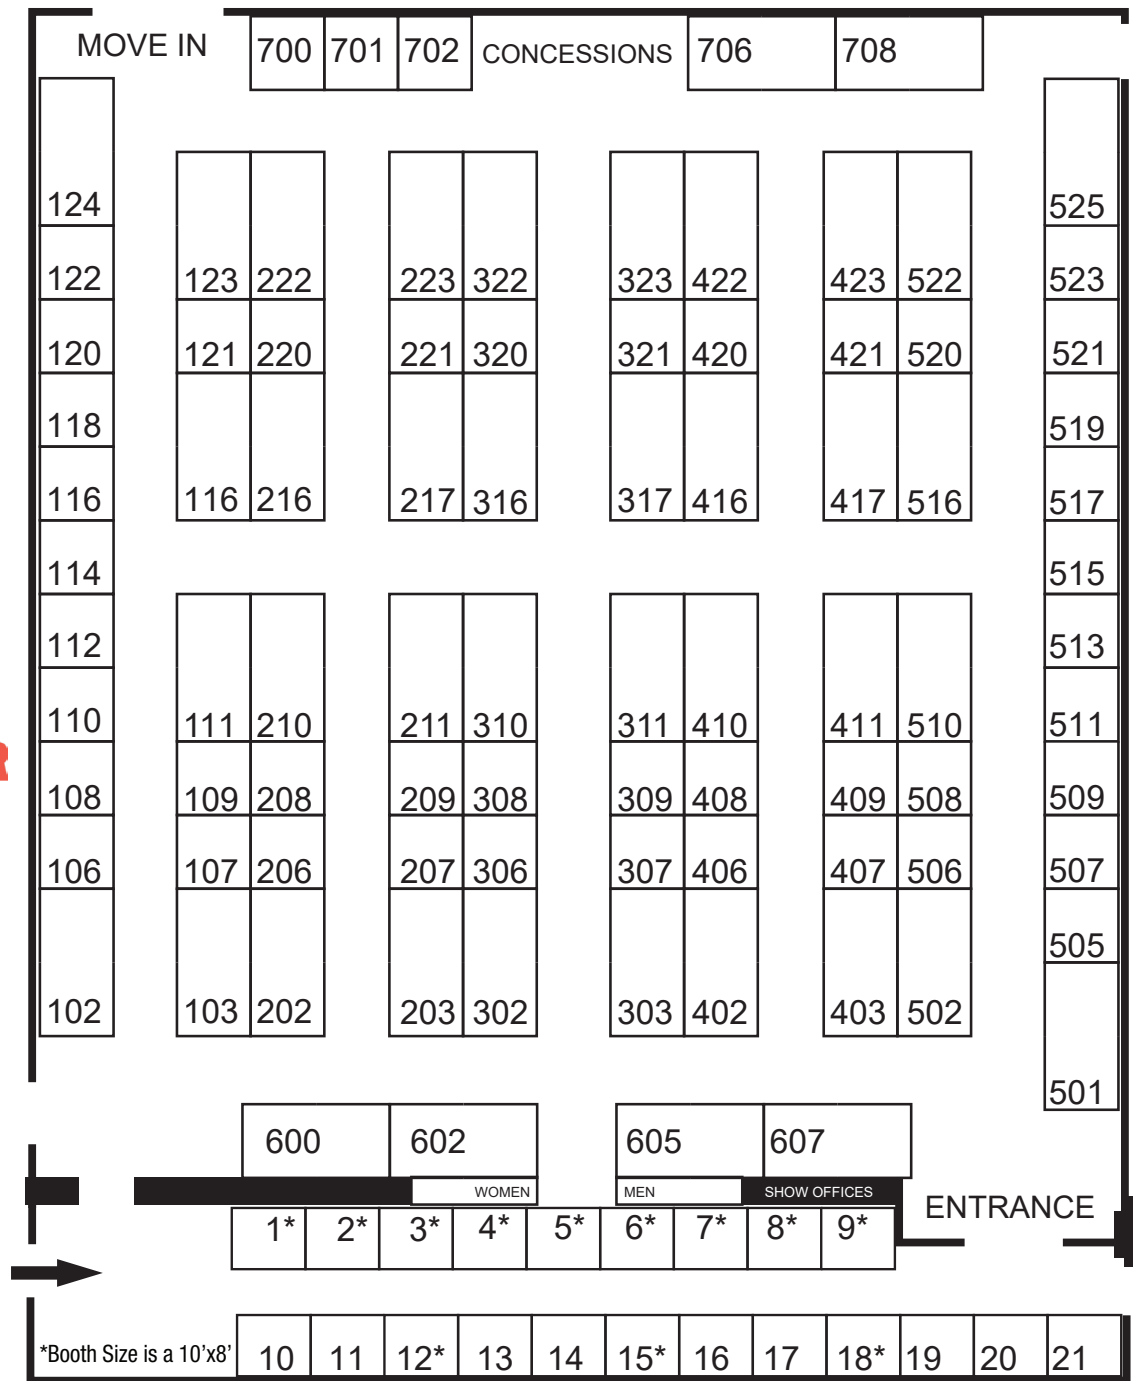 MOVE IN
700 701 702 CONCESSIONS 706 708
124 525
122 123 222 223 322 323 422 423 522 523
120 121 220 221 320 321 420 421 520 521
118 519
116 116 216 217 316 317 416 417 516 517
114 515
112 513
110 111 210 211 310 311 410 411 510 511
108 109 208 209 308 309 408 409 508 509
106 107 206 207 306 307 406 407 506 507
505
102 103 202 203 302 303 402 403 502
501
600 602 605 607
WOMEN MEN SHOW OFFICES
ENTRANCE
1* 2* 3* 4* 5* 6* 7* 8* 9*
*Booth Size is a 10'x8' 10 11 12* 13 14 15* 16 17 18* 19 20 21